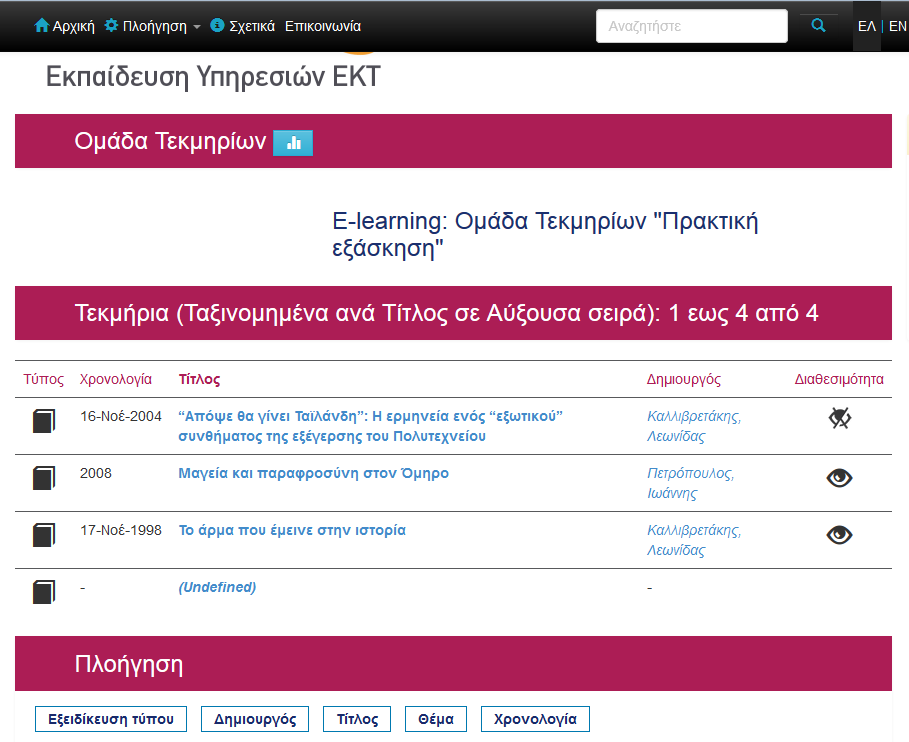 Αρχική Πλοήγηση Σχετικά Επικοινωνία Αναζητήστε ΕΛ | EN
Εκπαίδευση Υπηρεσιών ΕΚΤ
Ομάδα Τεκμηρίων
E-learning: Ομάδα Τεκμηρίων "Πρακτική
εξάσκηση"
Τεκμήρια (Ταξινομημένα ανά Τίτλος σε Αύξουσα σειρά): 1 εως 4 από 4
Τύπος Χρονολογία Τίτλος Δημιουργός Διαθεσιμότητα
16-Νοέ-2004 “Απόψε θα γίνει Ταϊλάνδη”: Η ερμηνεία ενός “εξωτικού” Καλλιβρετάκης,
συνθήματος της εξέγερσης του Πολυτεχνείου Λεωνίδας
2008 Μαγεία και παραφροσύνη στον Όμηρο Πετρόπουλος,
Ιωάννης
17-Νοέ-1998 Το άρμα που έμεινε στην ιστορία Καλλιβρετάκης,
Λεωνίδας
- (Undefined) -
Πλοήγηση
Εξειδίκευση τύπου Δημιουργός Τίτλος Θέμα Χρονολογία